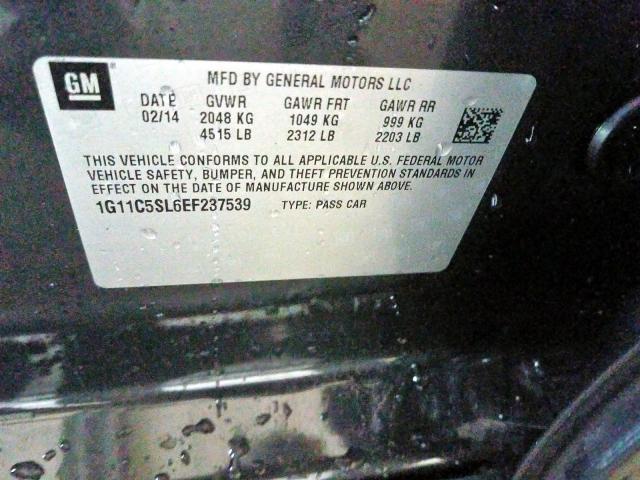 GM
MFD BY GENERAL MOTORS LLC
DATE GVWR GAWR FRT GAWR RR
02/14 2048 KG 1049 KG 999 KG
4515 LB 2312 LB 2203 LB
THIS VEHICLE CONFORMS TO ALL APPLICABLE U.S. FEDERAL MOTOR
VEHICLE SAFETY, BUMPER, AND THEFT PREVENTION STANDARDS IN
EFFECT ON THE DATE OF MANUFACTURE SHOWN ABOVE.
1G11C5SL6EF237539 TYPE: PASS CAR